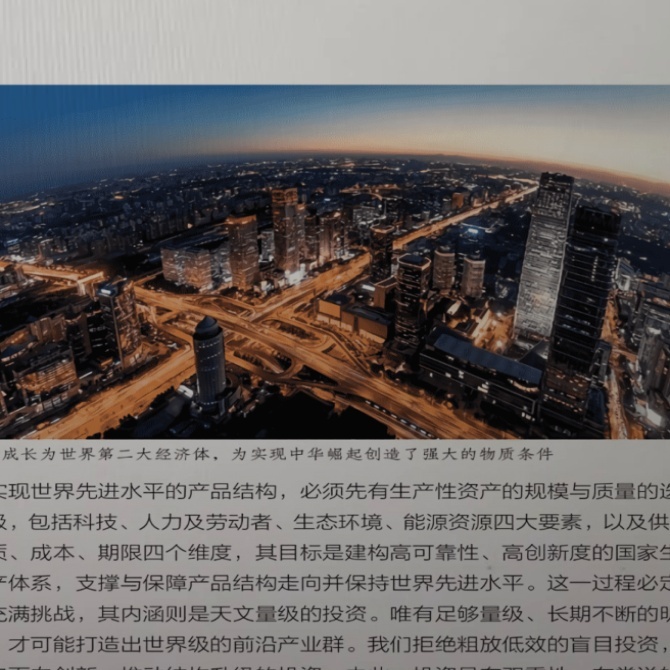 成长为世界第二大经济体，为实现中华崛起创造了强大的物质条件
实现世界先进水平的产品结构，必须先有生产性资产的规模与质量的
级，包括科技、人力及劳动者、生态环境、能源资源四大要素，以及供
质、成本、期限四个维度，其目标是建构高可靠性、高创新度的国家生
产体系，支撑与保障产品结构走向并保持世界先进水平。这一过程必定
充满挑战，其内涵则是天文量级的投资。唯有足够量级、长期不断的
，才可能打造出世界级的前沿产业群。我们拒绝粗放低效的盲目投资，